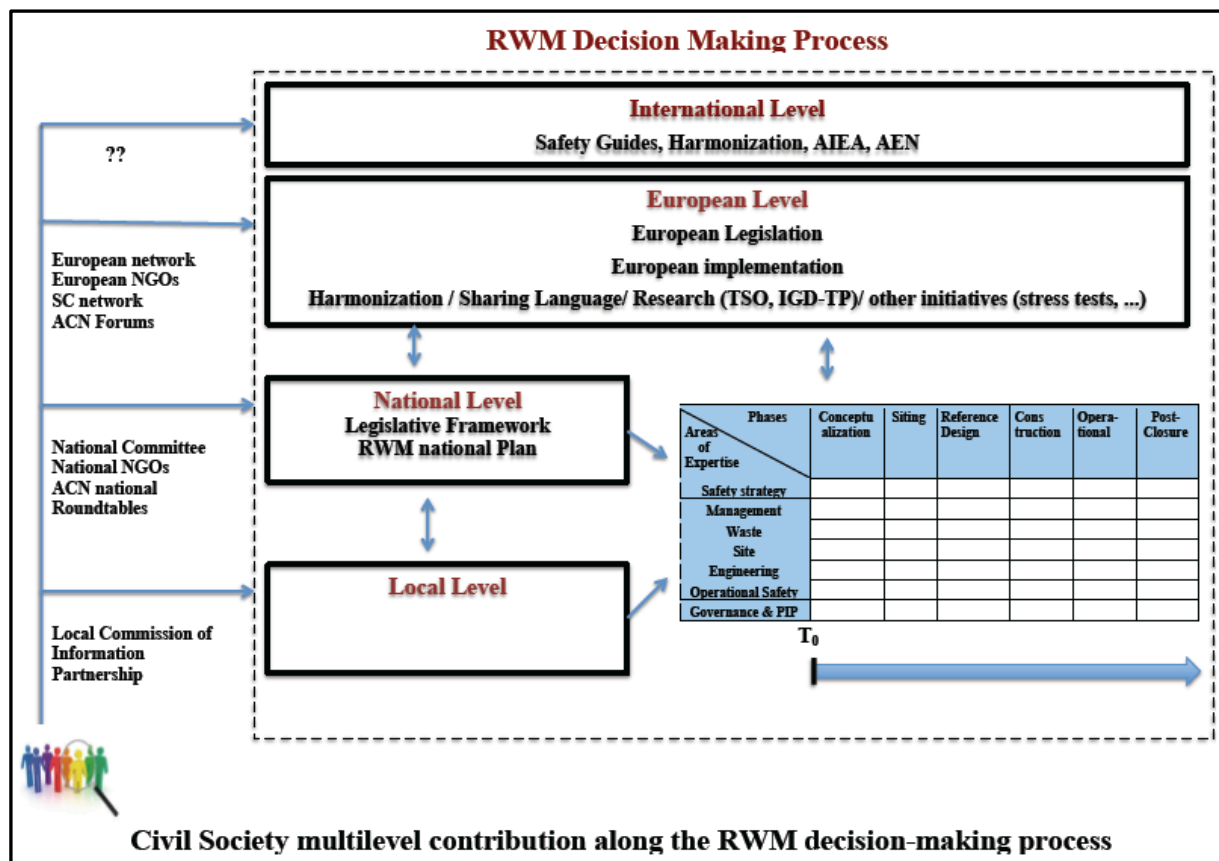 RWM Decision Making Process
International Level
Safety Guides, Harmonization, AIEA, AEN
??
European Level
European Legislation
European implementation
Harmonization / Sharing Language/ Research (TSO, IGD-TP)/ other initiatives (stress tests, ...)
European network
European NGOs
SC network
ACN Forums
National Level
Legislative Framework
RWM national Plan
National Committee
National NGOs
ACN national
Roundtables
Phases
Areas
of
Expertise
Conceptu
alization
Siting
Reference
Design
Cons
truction
Opera-
tional
Post-
Closure
Safety strategy
Management
Waste
Site
Engineering
Operational Safety
Governance & PIP
T0
Local Level
Local Commission of
Information
Partnership
Civil Society multilevel contribution along the RWM decision-making process